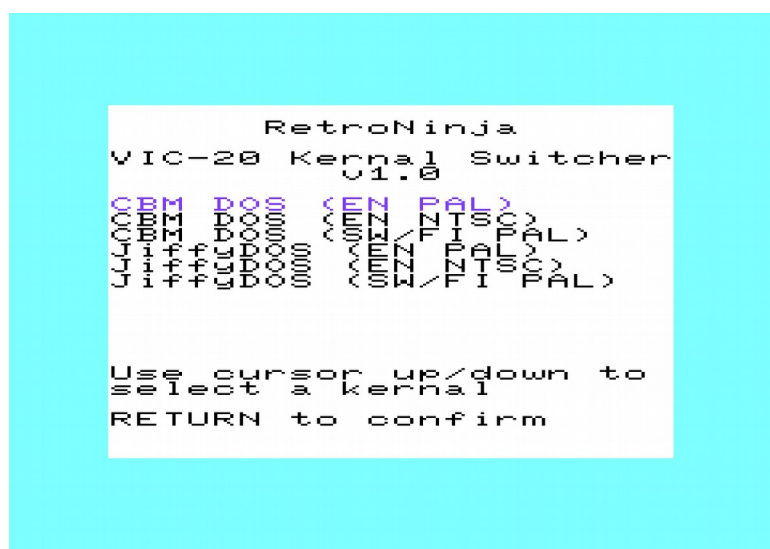 RetroNinja
VIC-20 Kernal Switcher
v1.0
CBM DOS (EN PAL)
CBM DOS (EN NTSC)
CBM DOS (SW/FI PAL)
JiffyDOS (EN PAL)
JiffyDOS (EN NTSC)
JiffyDOS (SW/FI PAL)
Use cursor up/down to
select a kernal
RETURN to confirm